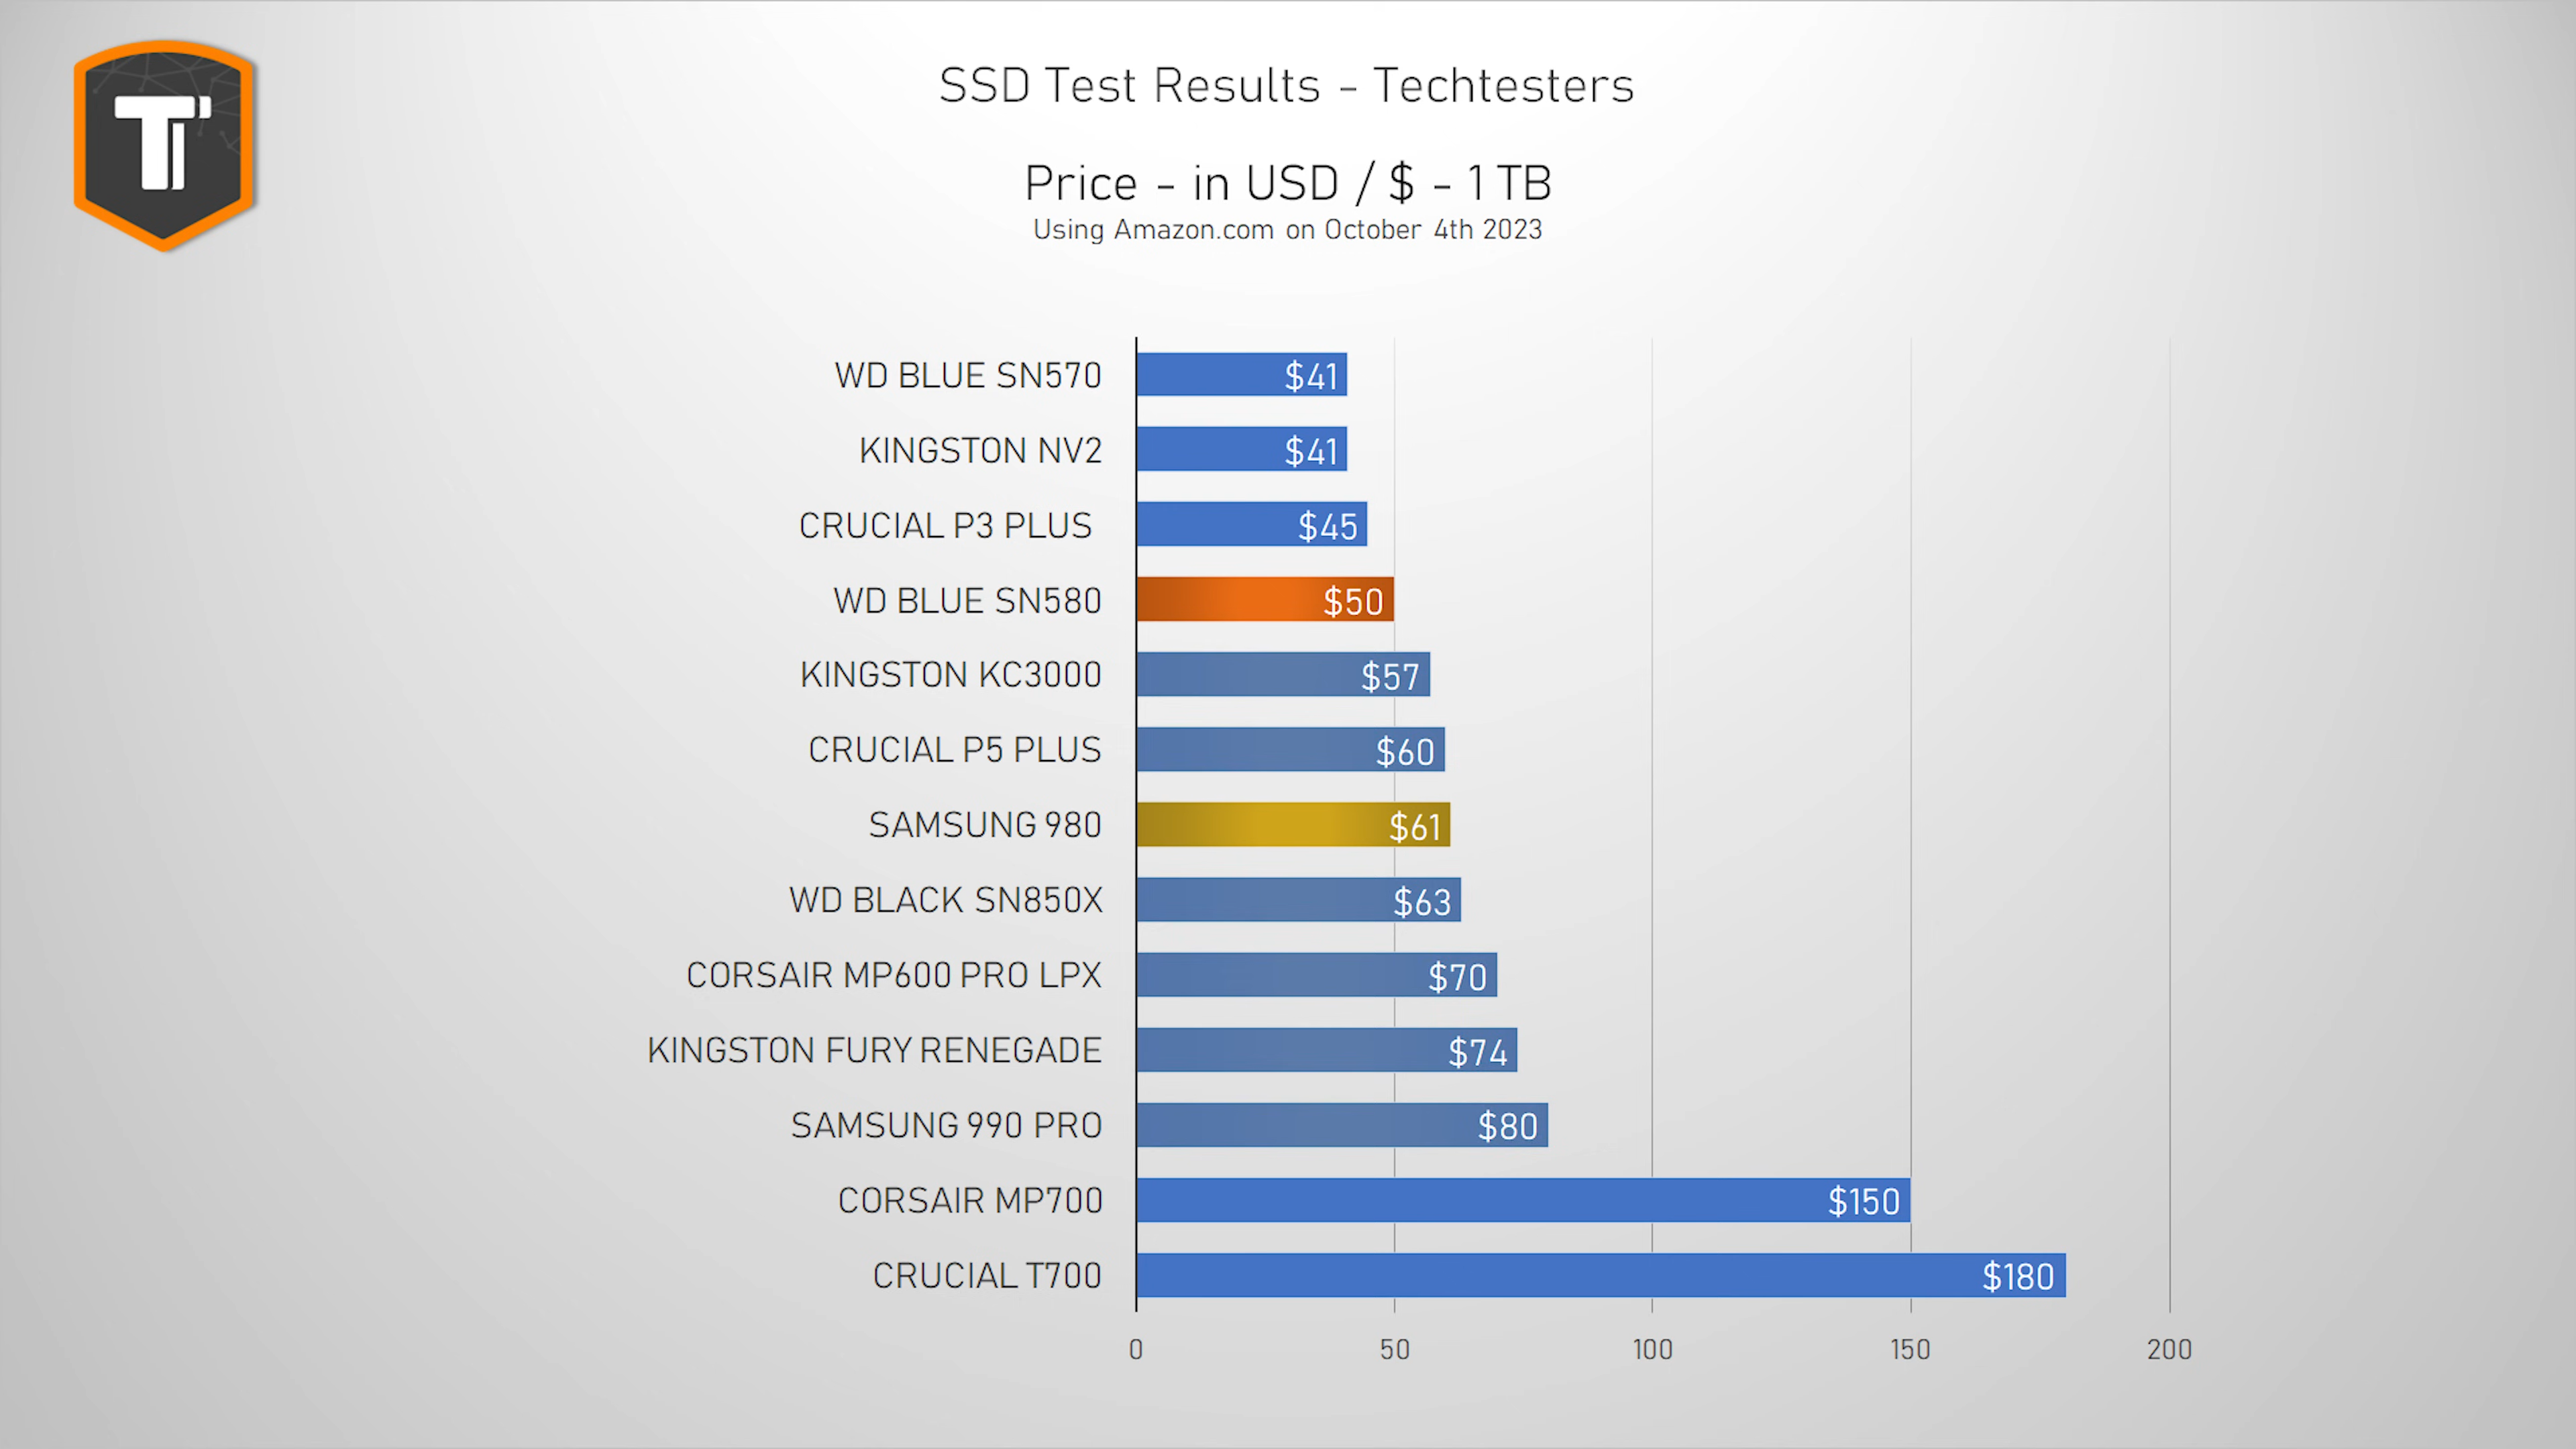 SSD Test Results - Techtesters
Price - in USD / $ - 1 TB
Using Amazon.com on October 4th 2023
WD BLUE SN570 $41
KINGSTON NV2 $41
CRUCIAL P3 PLUS $45
WD BLUE SN580 $50
KINGSTON KC3000 $57
CRUCIAL P5 PLUS $60
SAMSUNG 980 $61
WD BLACK SN850X $63
CORSAIR MP600 PRO LPX $70
KINGSTON FURY RENEGADE $74
SAMSUNG 990 PRO $80
CORSAIR MP700 $150
CRUCIAL T700 $180
0 50 100 150 200